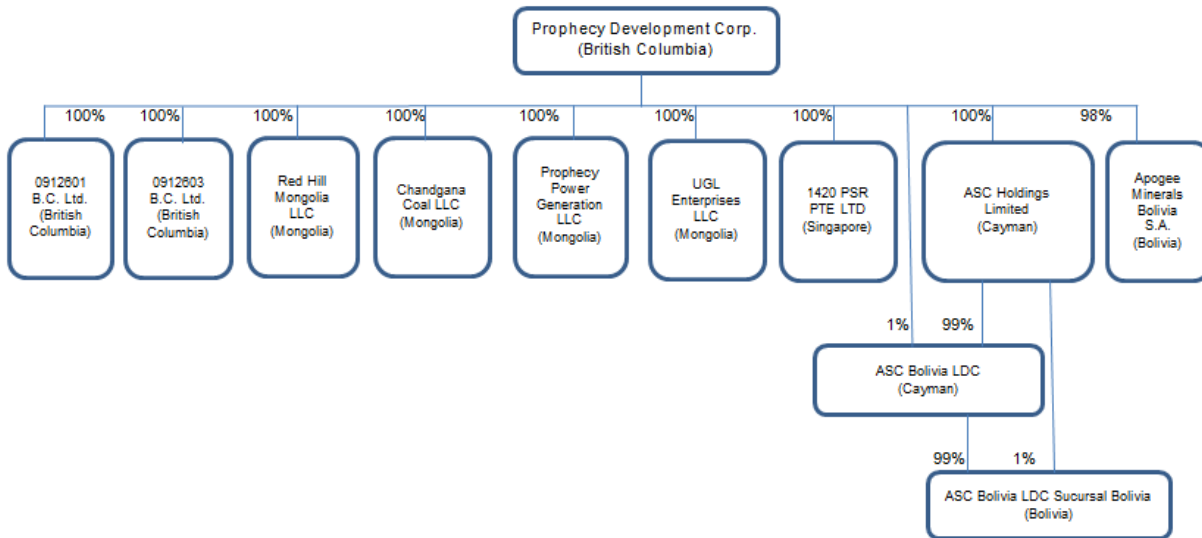 Prophecy Development Corp.
(British Columbia)
100%
100%
100%
100%
100%
100%
100%
100%
98%
0912601
B.C. Ltd.
(British
Columbia)
0912603
B.C. Ltd.
(British
Columbia)
Red Hill
Mongolia
LLC
(Mongolia)
Chandgana
Coal LLC
(Mongolia)
Prophecy
Power
Generation
LLC
(Mongolia)
UGL
Enterprises
LLC
(Mongolia)
1420 PSR
PTE LTD
(Singapore)
ASC Holdings
Limited
(Cayman)
Apogee
Minerals
Bolivia
S.A.
(Bolivia)
1%
99%
ASC Bolivia LDC
(Cayman)
99%
1%
ASC Bolivia LDC Sucursal Bolivia
(Bolivia)